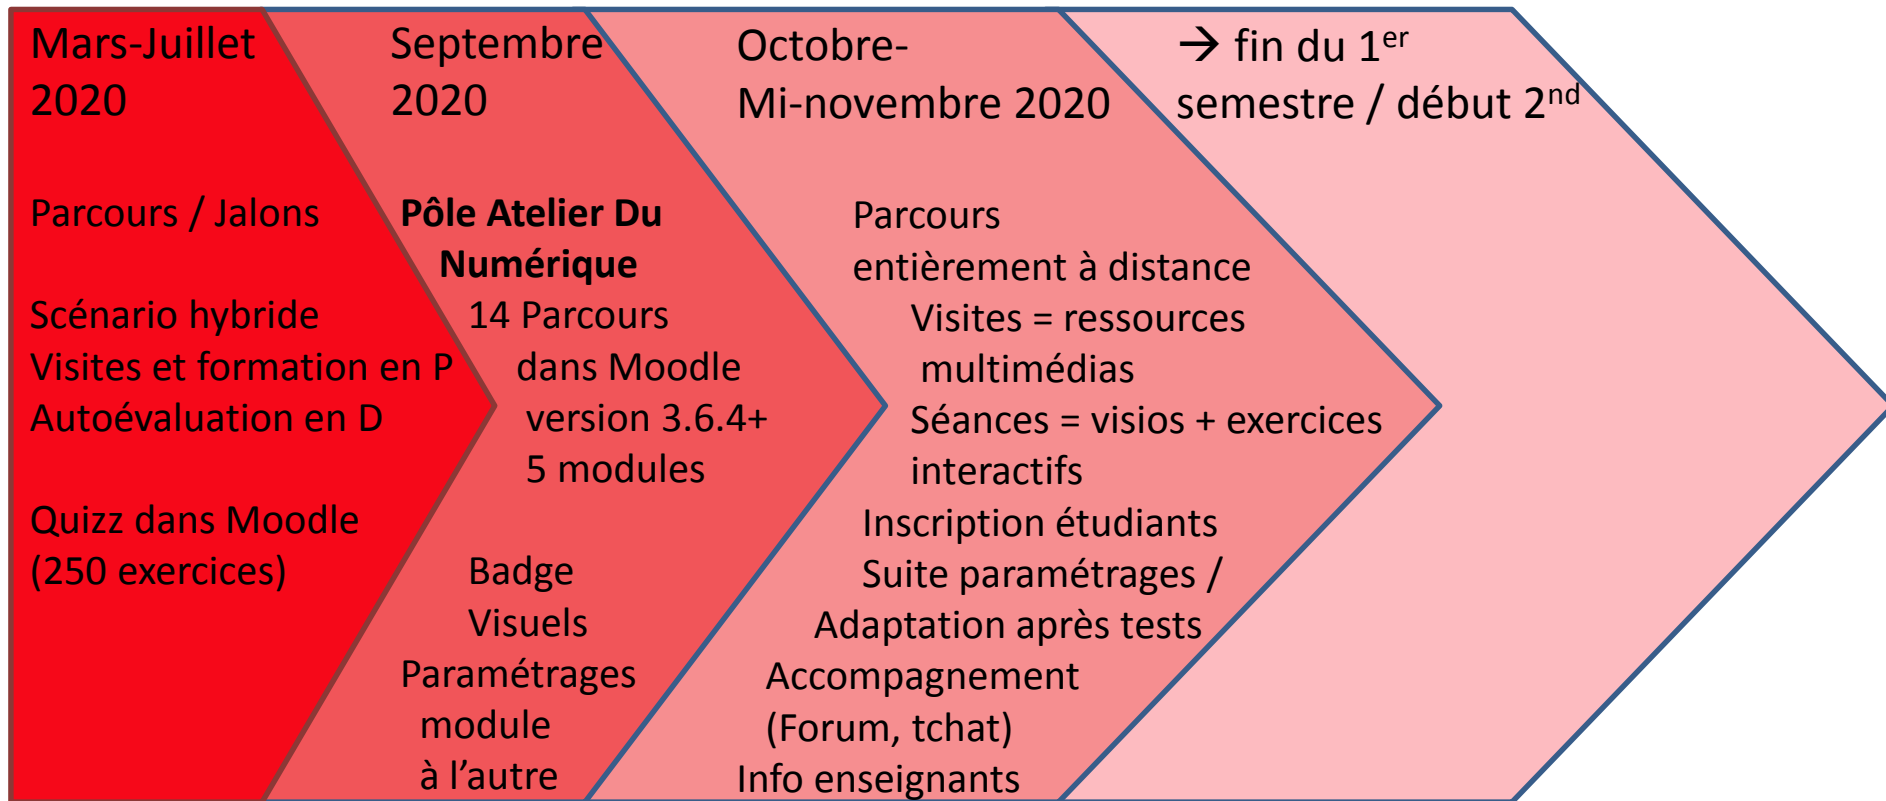 Mars-Juillet
2020
Parcours / Jalons
Scénario hybride
Visites et formation en P
Autoévaluation en D
Quizz dans Moodle
(250 exercices)
Septembre
2020
Pôle Atelier Du
Numérique
14 Parcours
dans Moodle
version 3.6.4+
5 modules
Badge
Visuels
Paramétrages
module
à l’autre
Octobre-
Mi-novembre 2020
Parcours
entièrement à distance
Visites = ressources
multimédias
Séances = visios + exercices
interactifs
Inscription étudiants
Suite paramétrages /
Adaptation après tests
Accompagnement
(Forum, tchat)
Info enseignants
→ fin du 1er
semestre / début 2nd